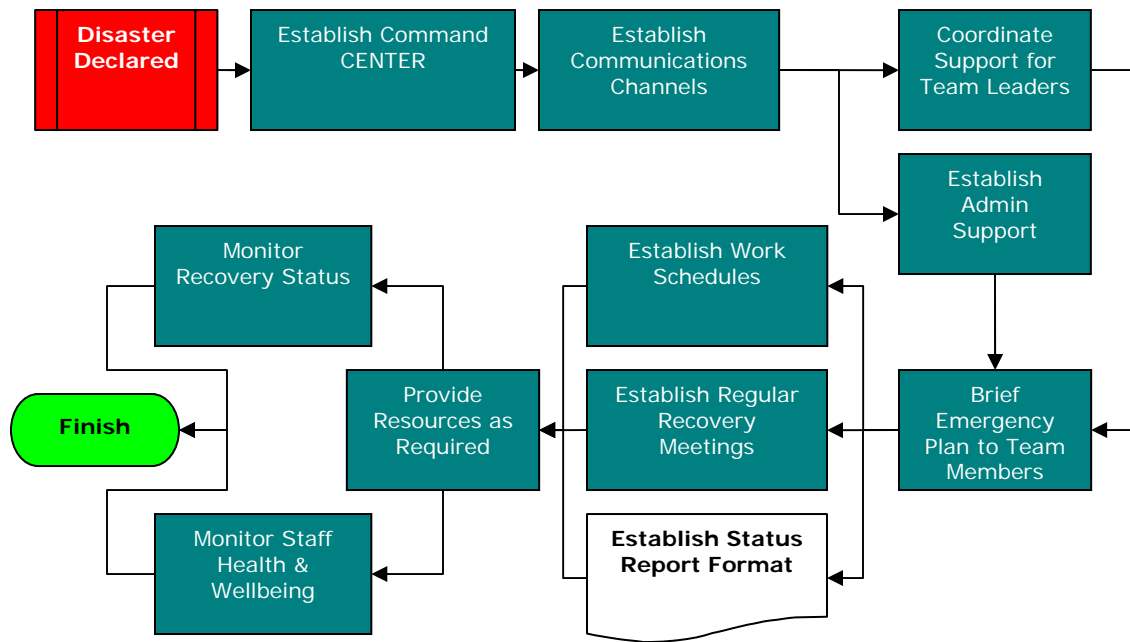 Disaster
Declared
Establish Command
CENTER
Establish
Communications
Channels
Coordinate
Support for
Team Leaders
Establish
Admin
Support
Monitor
Recovery Status
Establish Work
Schedules
Finish
Provide
Resources as
Required
Establish Regular
Recovery
Meetings
Brief
Emergency
Plan to Team
Members
Monitor Staff
Health &
Wellbeing
Establish Status
Report Format